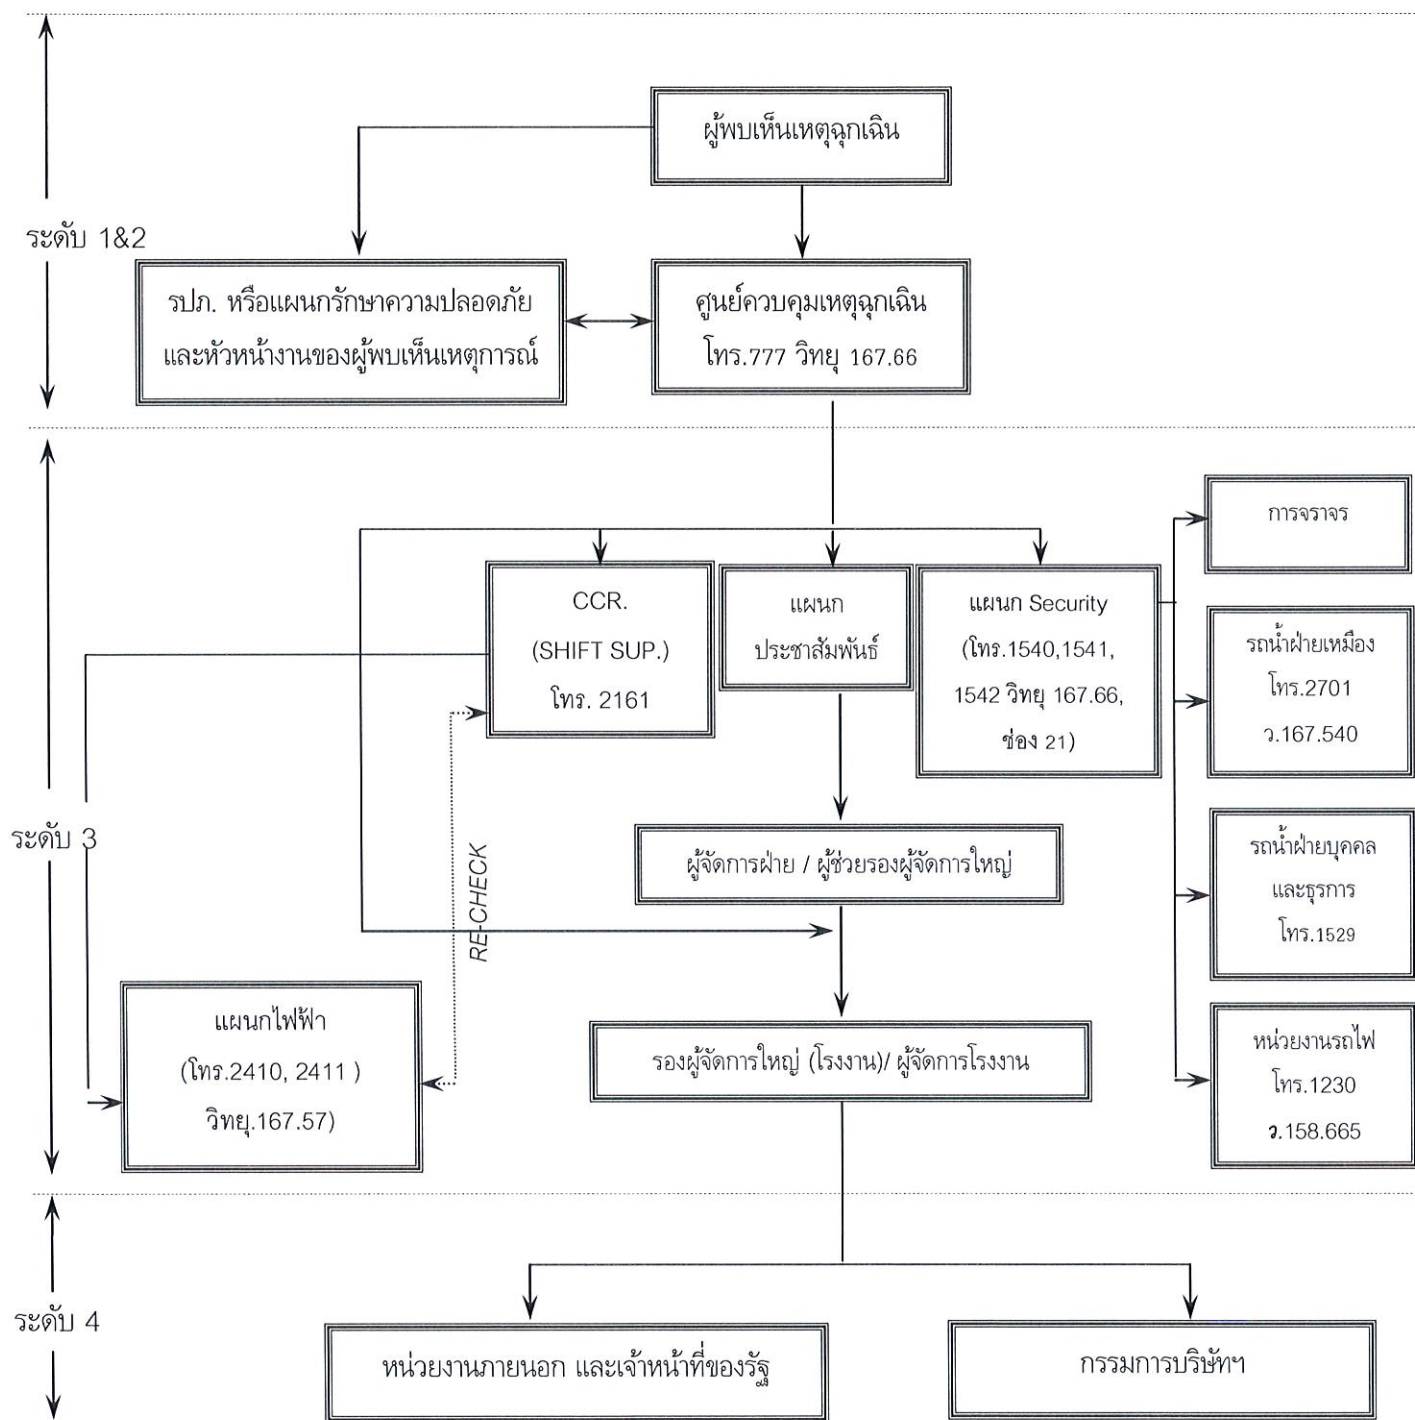 ผู้พบเห็นเหตุฉุกเฉิน
ระดับ 1&2
รปภ. หรือแผนกรักษาความปลอดภัย
และหัวหน้างานของผู้พบเห็นเหตุการณ์
ศูนย์ควบคุมเหตุฉุกเฉิน
โทร.777 วิทยุ 167.66
ระดับ 3
CCR.
(SHIFT SUP.)
โทร. 2161
แผนก
ประชาสัมพันธ์
แผนก Security
(โทร.1540,1541,
1542 วิทยุ 167.66,
ช่อง 21)
การจราจร
รถน้ำฝ่ายเหมือง
โทร.2701
ว.167.540
รถน้ำฝ่ายบุคคล
และธุรการ
โทร.1529
หน่วยงานรถไฟ
โทร.1230
ว.158.665
ผู้จัดการฝ่าย / ผู้ช่วยรองผู้จัดการใหญ่
RE-CHECK
แผนกไฟฟ้า
(โทร.2410, 2411 )
วิทยุ.167.57)
รองผู้จัดการใหญ่ (โรงงาน)/ ผู้จัดการโรงงาน
ระดับ 4
หน่วยงานภายนอก และเจ้าหน้าที่ของรัฐ
กรรมการบริษัทฯ